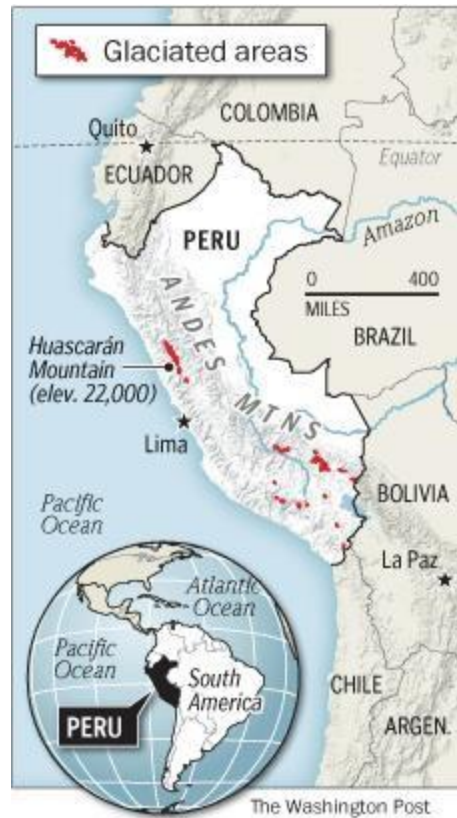 Glaciated areas
COLOMBIA
Quito
Equator
ECUADOR
Amazon
PERU
0 400
MILES
BRAZIL
ANDES MTNS
Huascarán
Mountain
(elev. 22,000)
Lima
BOLIVIA
Pacific
Ocean
La Paz
Atlantic
Ocean
Pacific
Ocean
South
America
CHILE
PERU
ARGEN.
The Washington Post